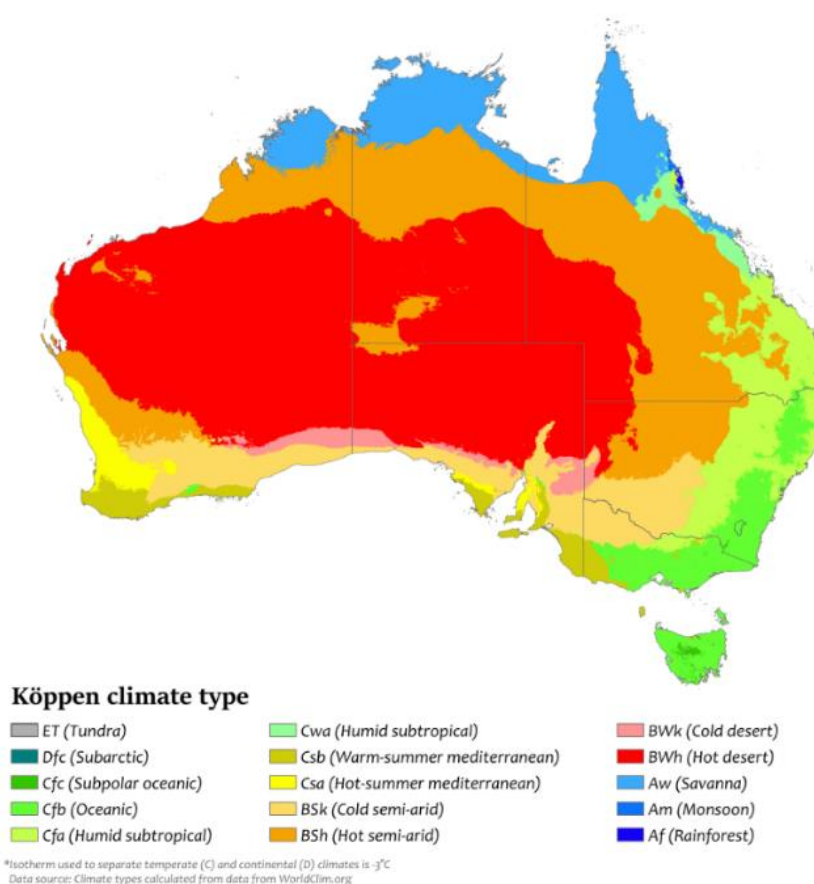 Köppen climate type
ET (Tundra)
Dfc (Subarctic)
Cfc (Subpolar oceanic)
Cfb (Oceanic)
Cfa (Humid subtropical)
Cwa (Humid subtropical)
Csb (Warm-summer mediterranean)
Csa (Hot-summer mediterranean)
BSk (Cold semi-arid)
BSh (Hot semi-arid)
BWk (Cold desert)
BWh (Hot desert)
Aw (Savanna)
Am (Monsoon)
Af (Rainforest)
*Isotherm used to separate temperate (C) and continental (D) climates is -3°C
Data source: Climate types calculated from data from WorldClim.org